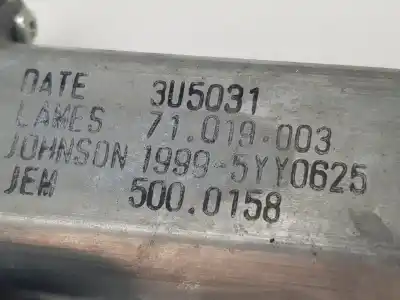 DATE 3U5031
LAMES 71.019.003
JOHNSON 1999-5YY0625
JEM 500.0158